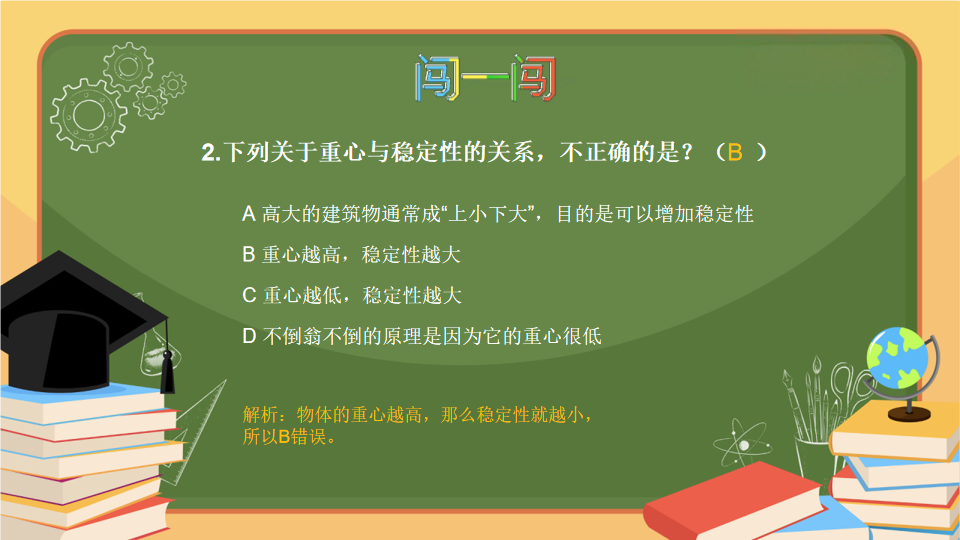 闯一闯
2.下列关于重心与稳定性的关系，不正确的是？（B ）
A 高大的建筑物通常成“上小下大”，目的是可以增加稳定性
B 重心越高，稳定性越大
C 重心越低，稳定性越大
D 不倒翁不倒的原理是因为它的重心很低
解析：物体的重心越高，那么稳定性就越小，
所以B错误。